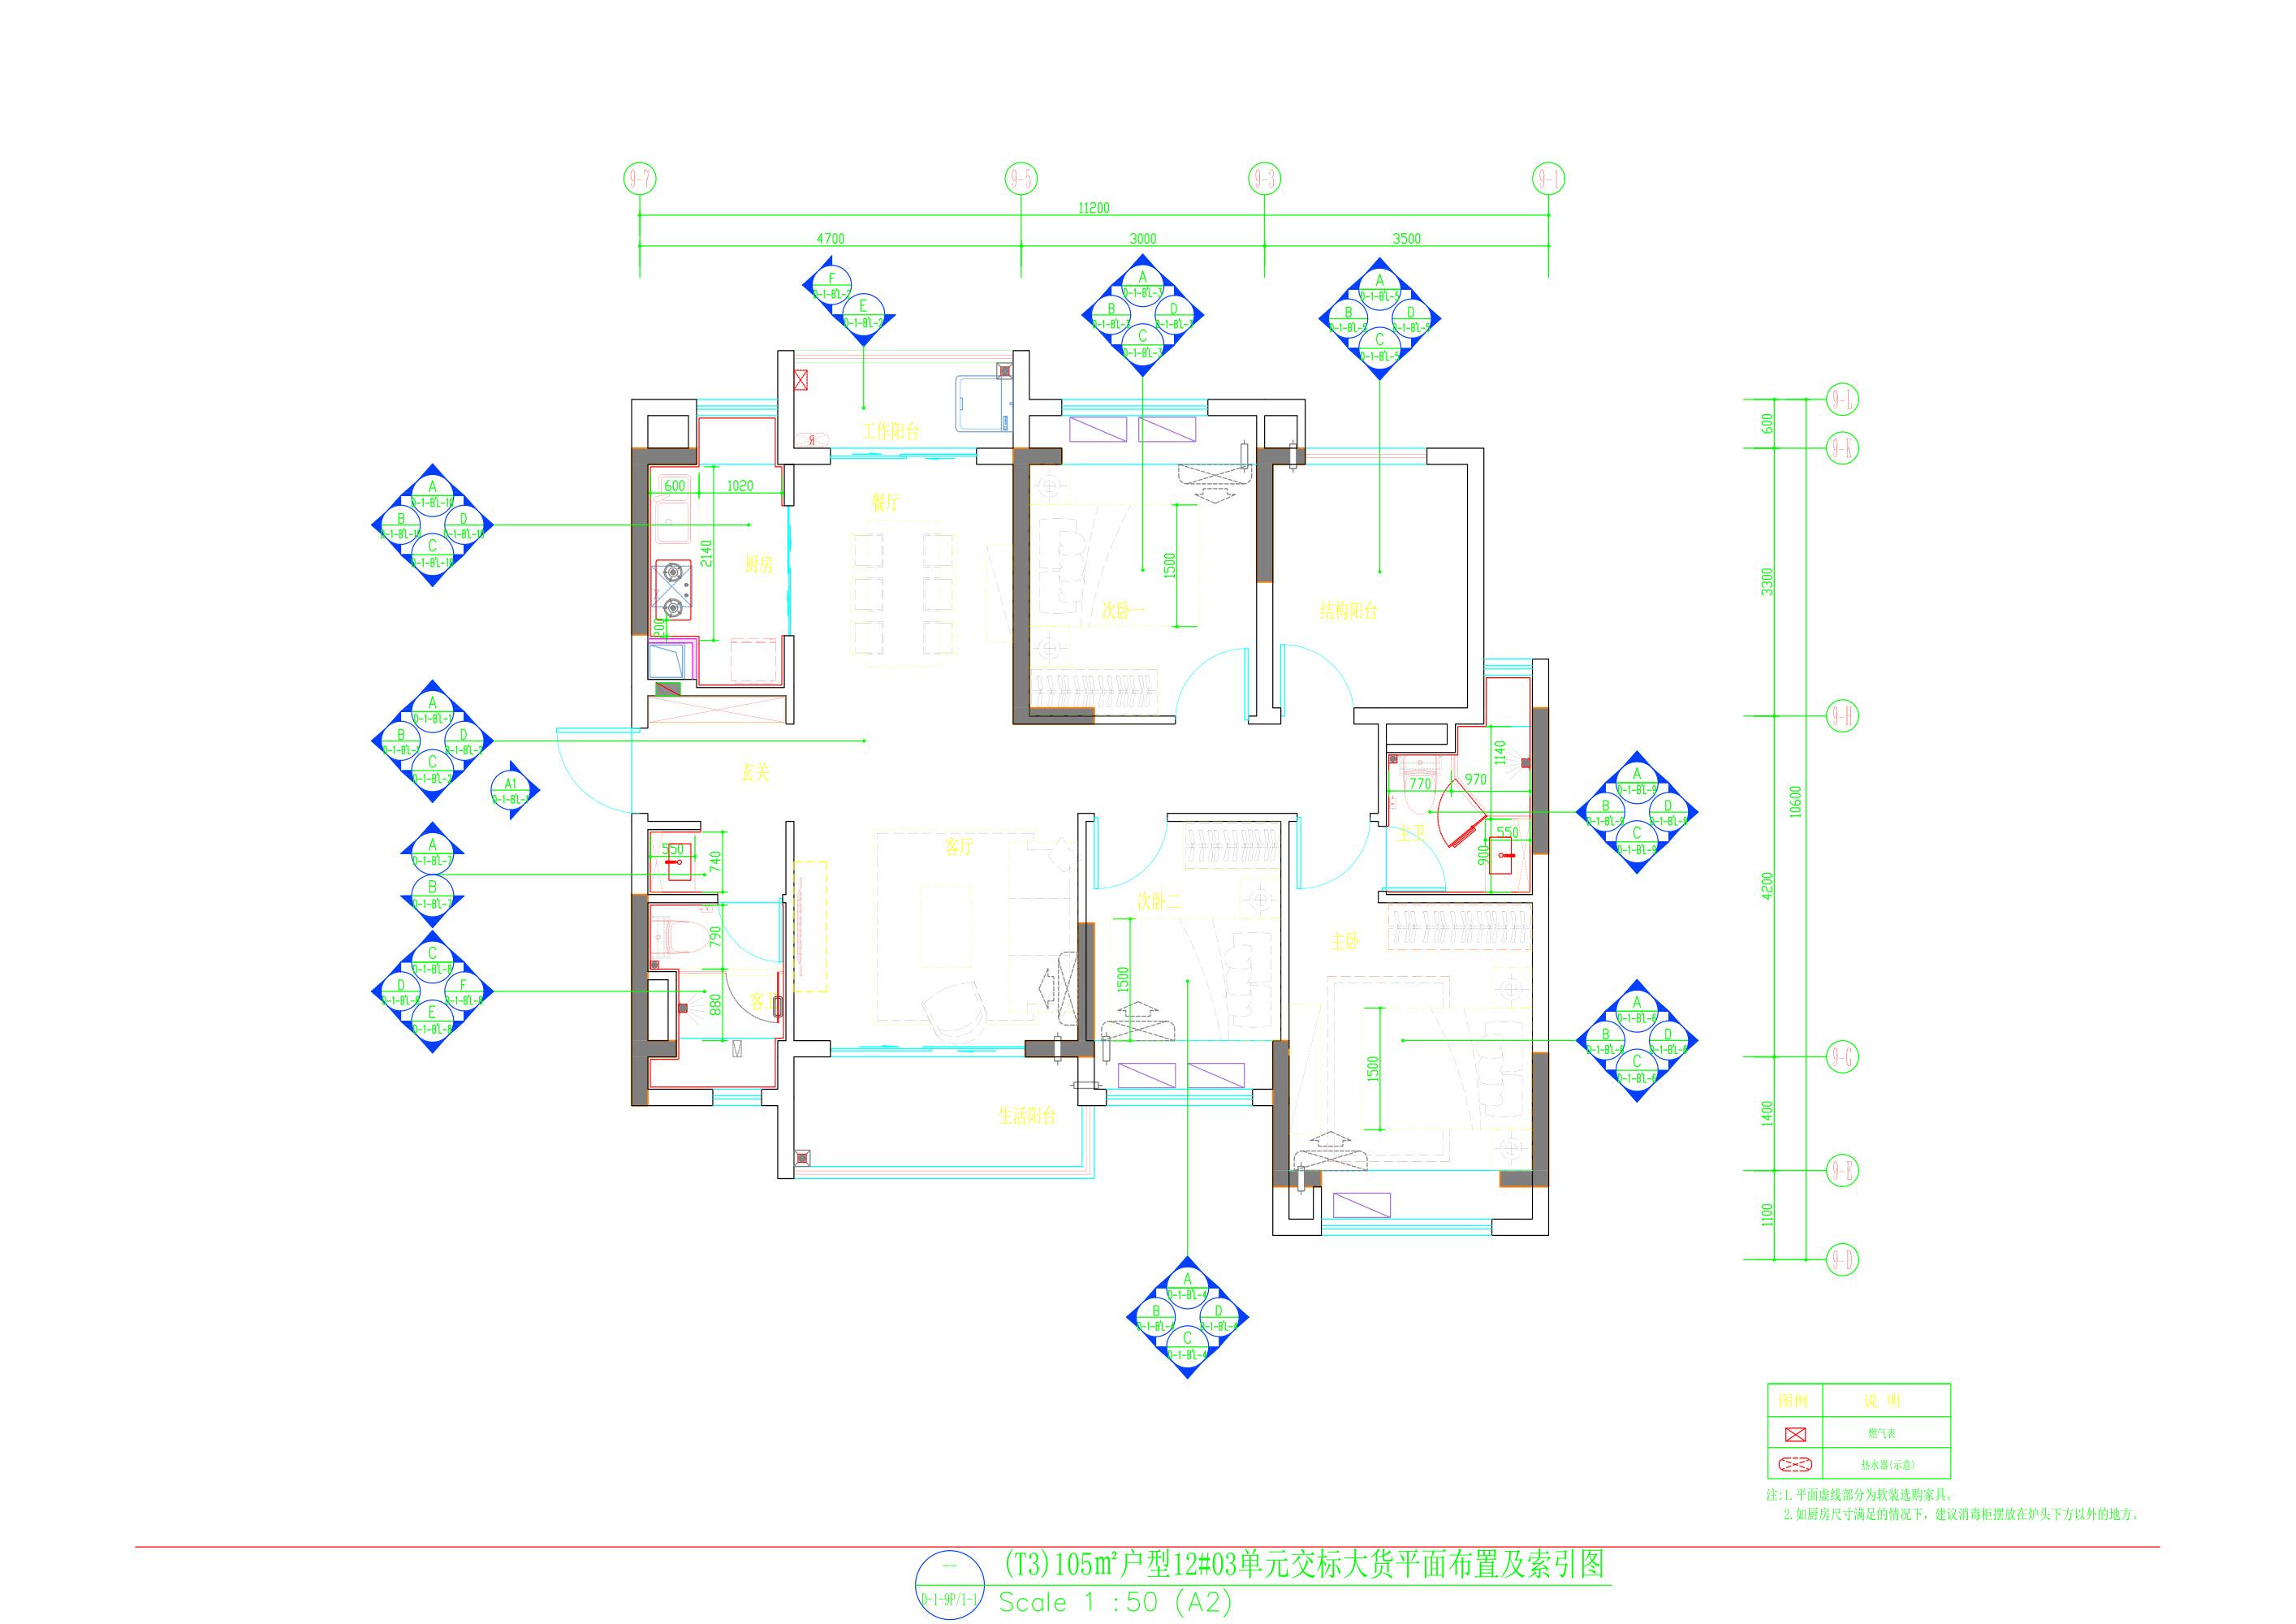 9-7
9-5
9-3
9-1
11200
4700
3000
3500
F
D-1-BL-2
E
D-1-BL-2
A
D-1-BL-3
B
D-1-BL-3
D
D-1-BL-3
C
D-1-BL-3
A
D-1-BL-5
B
D-1-BL-5
D
D-1-BL-5
C
D-1-BL-5
9-L
600
9-K
3300
9-H
4200
10600
9-G
1400
9-E
1100
9-D
工作阳台
R
餐厅
600
1020
2140
厨房
200
1500
次卧一
结构阳台
A
D-1-BL-10
B
D-1-BL-10
D
D-1-BL-10
C
D-1-BL-10
A
D-1-BL-1
B
D-1-BL-1
D
D-1-BL-2
C
D-1-BL-2
A1
D-1-BL-1
玄关
1140
770
970
主卫
550
900
A
D-1-BL-9
B
D-1-BL-9
D
D-1-BL-9
C
D-1-BL-9
A
D-1-BL-7
B
D-1-BL-7
550
740
客厅
次卧二
主卧
790
880
1500
1500
C
D-1-BL-8
D
D-1-BL-8
F
D-1-BL-8
E
D-1-BL-8
A
D-1-BL-6
B
D-1-BL-6
D
D-1-BL-6
C
D-1-BL-6
生活阳台
A
D-1-BL-4
B
D-1-BL-4
D
D-1-BL-4
C
D-1-BL-4
图例 说 明
燃气表
热水器(示意)
注:1.平面虚线部分为软装选购家具。
2.如厨房尺寸满足的情况下，建议消毒柜摆放在炉头下方以外的地方。
(T3)105m²户型12#03单元交标大货平面布置及索引图
D-1-9P/1-1
Scale 1 :50 (A2)